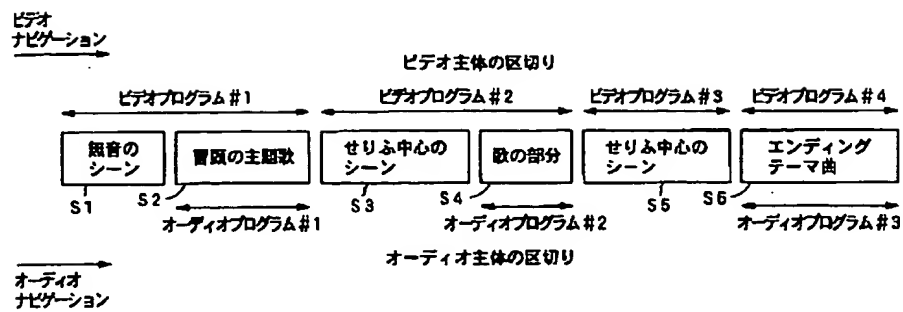 ビデオ
ナビゲーション
ビデオ主体の区切り
ビデオプログラム#1
ビデオプログラム#2
ビデオプログラム#3
ビデオプログラム#4
無音の
シーン
冒頭の主題歌
せりふ中心の
シーン
歌の部分
せりふ中心の
シーン
エンディング
テーマ曲
S1
S2
S3
S4
S5
S6
オーディオプログラム#1
オーディオプログラム#2
オーディオプログラム#3
オーディオ主体の区切り
オーディオ
ナビゲーション